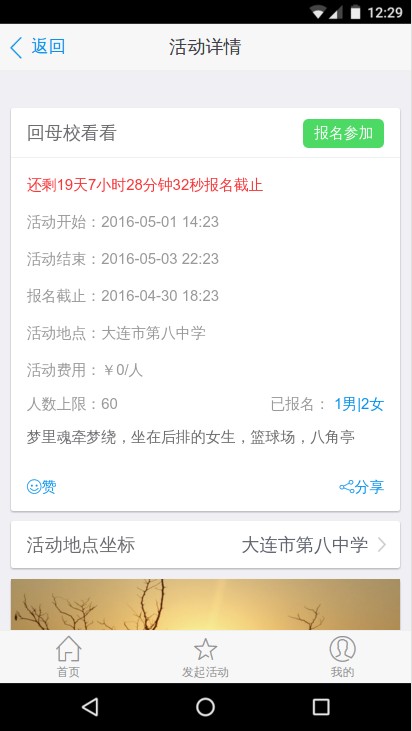 12:29
返回
活动详情
回母校看看
报名参加
还剩19天7小时28分钟32秒报名截止
活动开始：2016-05-01 14:23
活动结束：2016-05-03 22:23
报名截止：2016-04-30 18:23
活动地点：大连市第八中学
活动费用：￥0/人
人数上限：60 已报名： 1男|2女
梦里魂牵梦绕，坐在后排的女生，篮球场，八角亭
赞 分享
活动地点坐标 大连市第八中学
首页 发起活动 我的